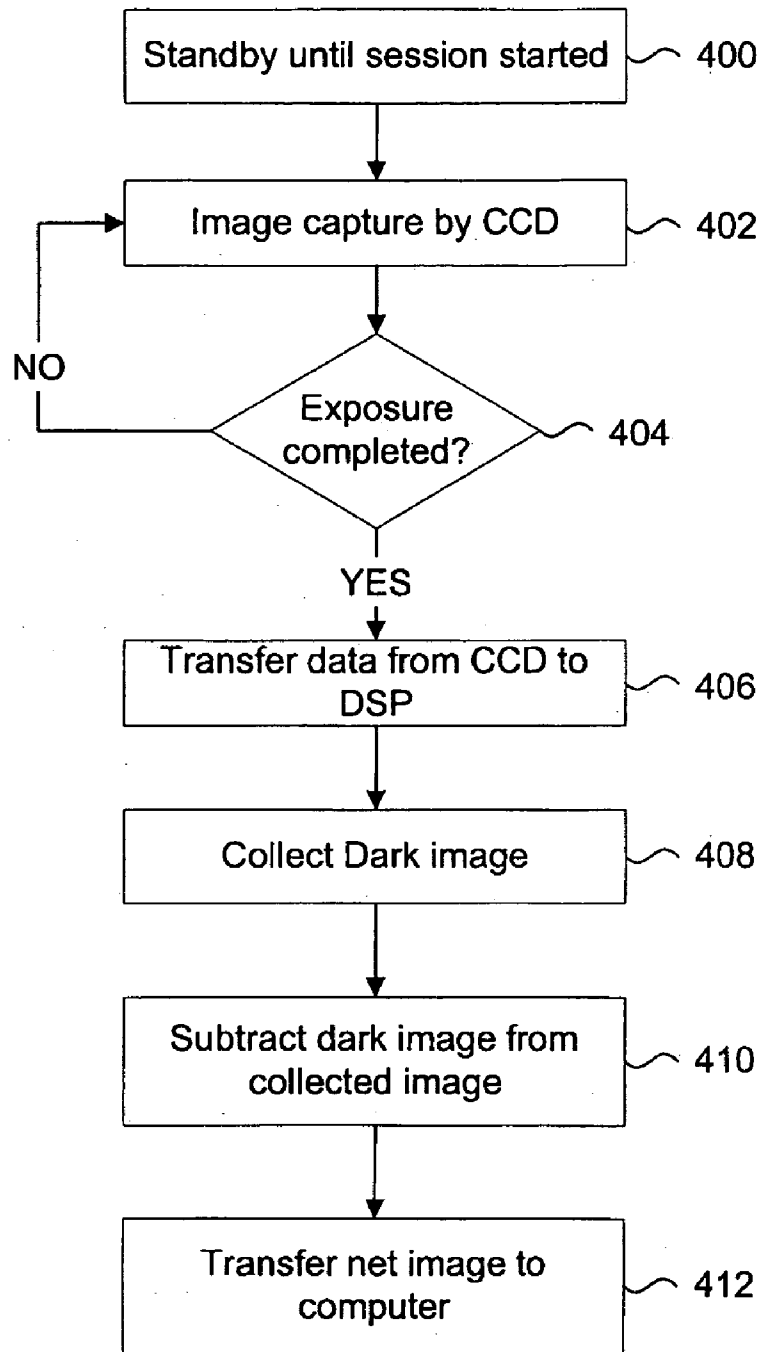 Standby until session started 400
Image capture by CCD 402
NO
Exposure
completed? 404
YES
Transfer data from CCD to
DSP 406
Collect Dark image 408
Subtract dark image from
collected image 410
Transfer net image to
computer 412